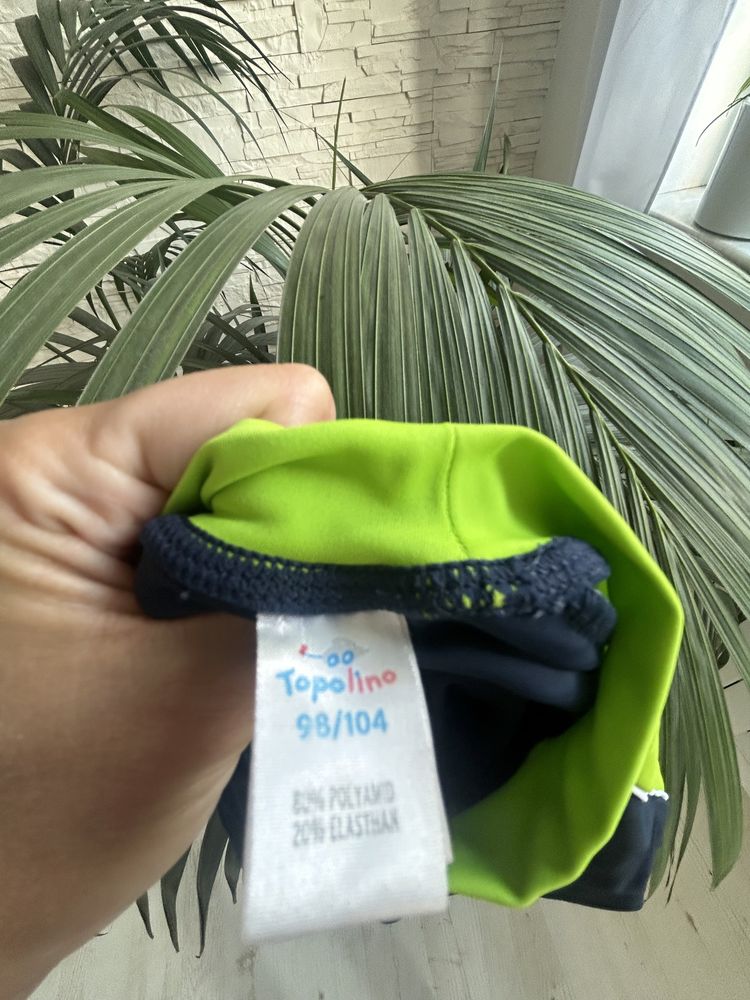 Topolino
98/104
80% POLYAMID
20% ELASTHAN